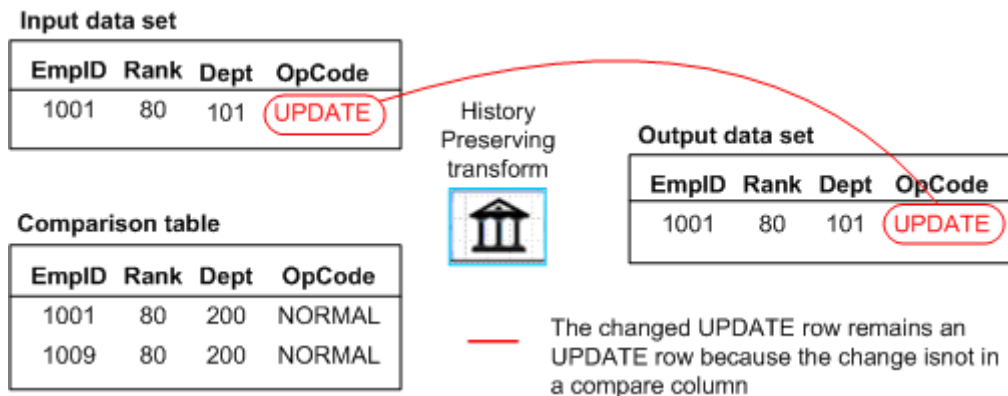 Input data set
EmpID Rank Dept OpCode
1001 80 101 UPDATE
History
Preserving
transform
Output data set
EmpID Rank Dept OpCode
1001 80 101 UPDATE
Comparison table
EmpID Rank Dept OpCode
1001 80 200 NORMAL
1009 80 200 NORMAL
The changed UPDATE row remains an
UPDATE row because the change isnot in
a compare column